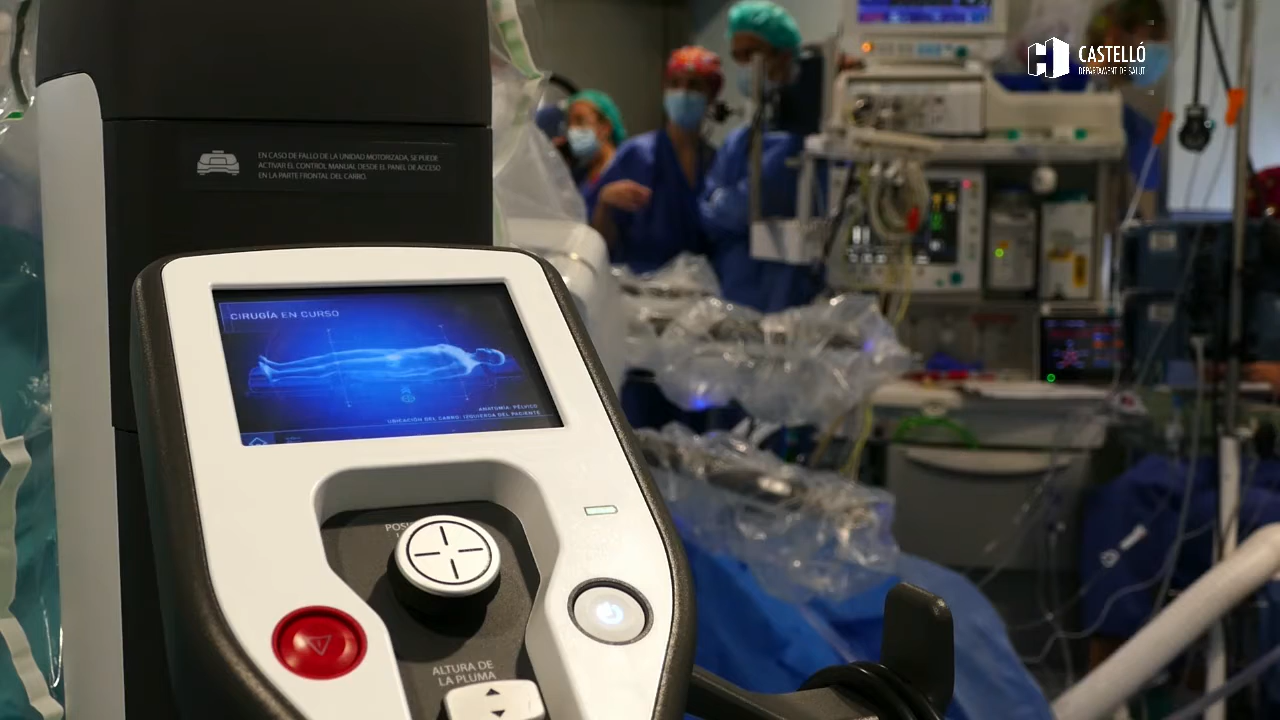 CASTELLÓ
DEPARTAMENT DE SALUT
EN CASO DE FALLO DE LA UNIDAD MOTORIZADA, SE PUEDE
ACTIVAR EL CONTROL MANUAL DESDE EL PANEL DE ACCESO
EN LA PARTE FRONTAL DEL CARRO.
CIRUGÍA EN CURSO
ANATOMÍA: PÉLVICO
UBICACIÓN DEL CARRO: IZQUIERDA DEL PACIENTE
ALTURA DE
LA PLUMA